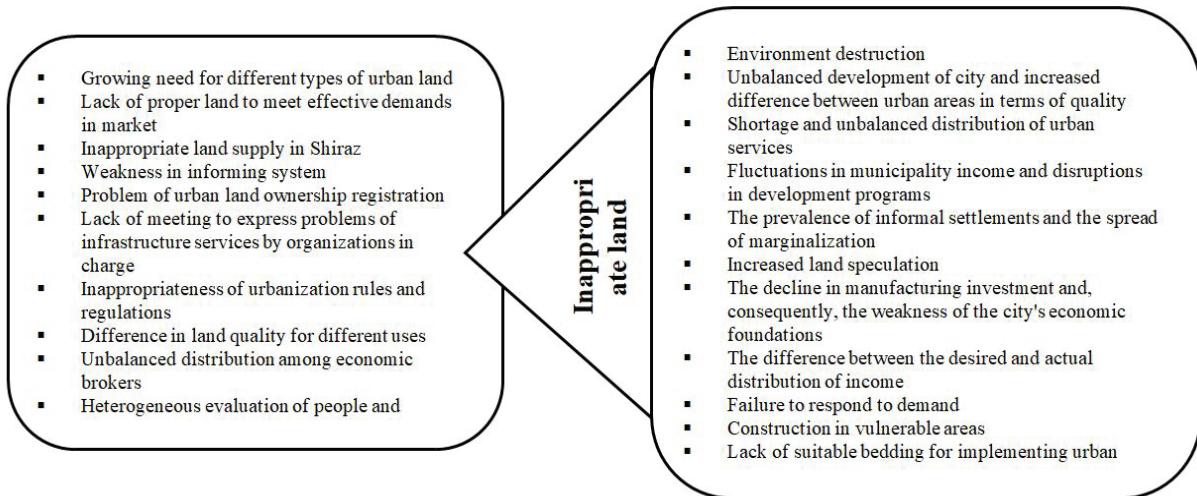 ▪ Growing need for different types of urban land
▪ Lack of proper land to meet effective demands
in market
▪ Inappropriate land supply in Shiraz
▪ Weakness in informing system
▪ Problem of urban land ownership registration
▪ Lack of meeting to express problems of
infrastructure services by organizations in
charge
▪ Inappropriateness of urbanization rules and
regulations
▪ Difference in land quality for different uses
▪ Unbalanced distribution among economic
brokers
▪ Heterogeneous evaluation of people and
Inappropri
ate land
▪ Environment destruction
▪ Unbalanced development of city and increased
difference between urban areas in terms of quality
▪ Shortage and unbalanced distribution of urban
services
▪ Fluctuations in municipality income and disruptions
in development programs
▪ The prevalence of informal settlements and the spread
of marginalization
▪ Increased land speculation
▪ The decline in manufacturing investment and,
consequently, the weakness of the city's economic
foundations
▪ The difference between the desired and actual
distribution of income
▪ Failure to respond to demand
▪ Construction in vulnerable areas
▪ Lack of suitable bedding for implementing urban